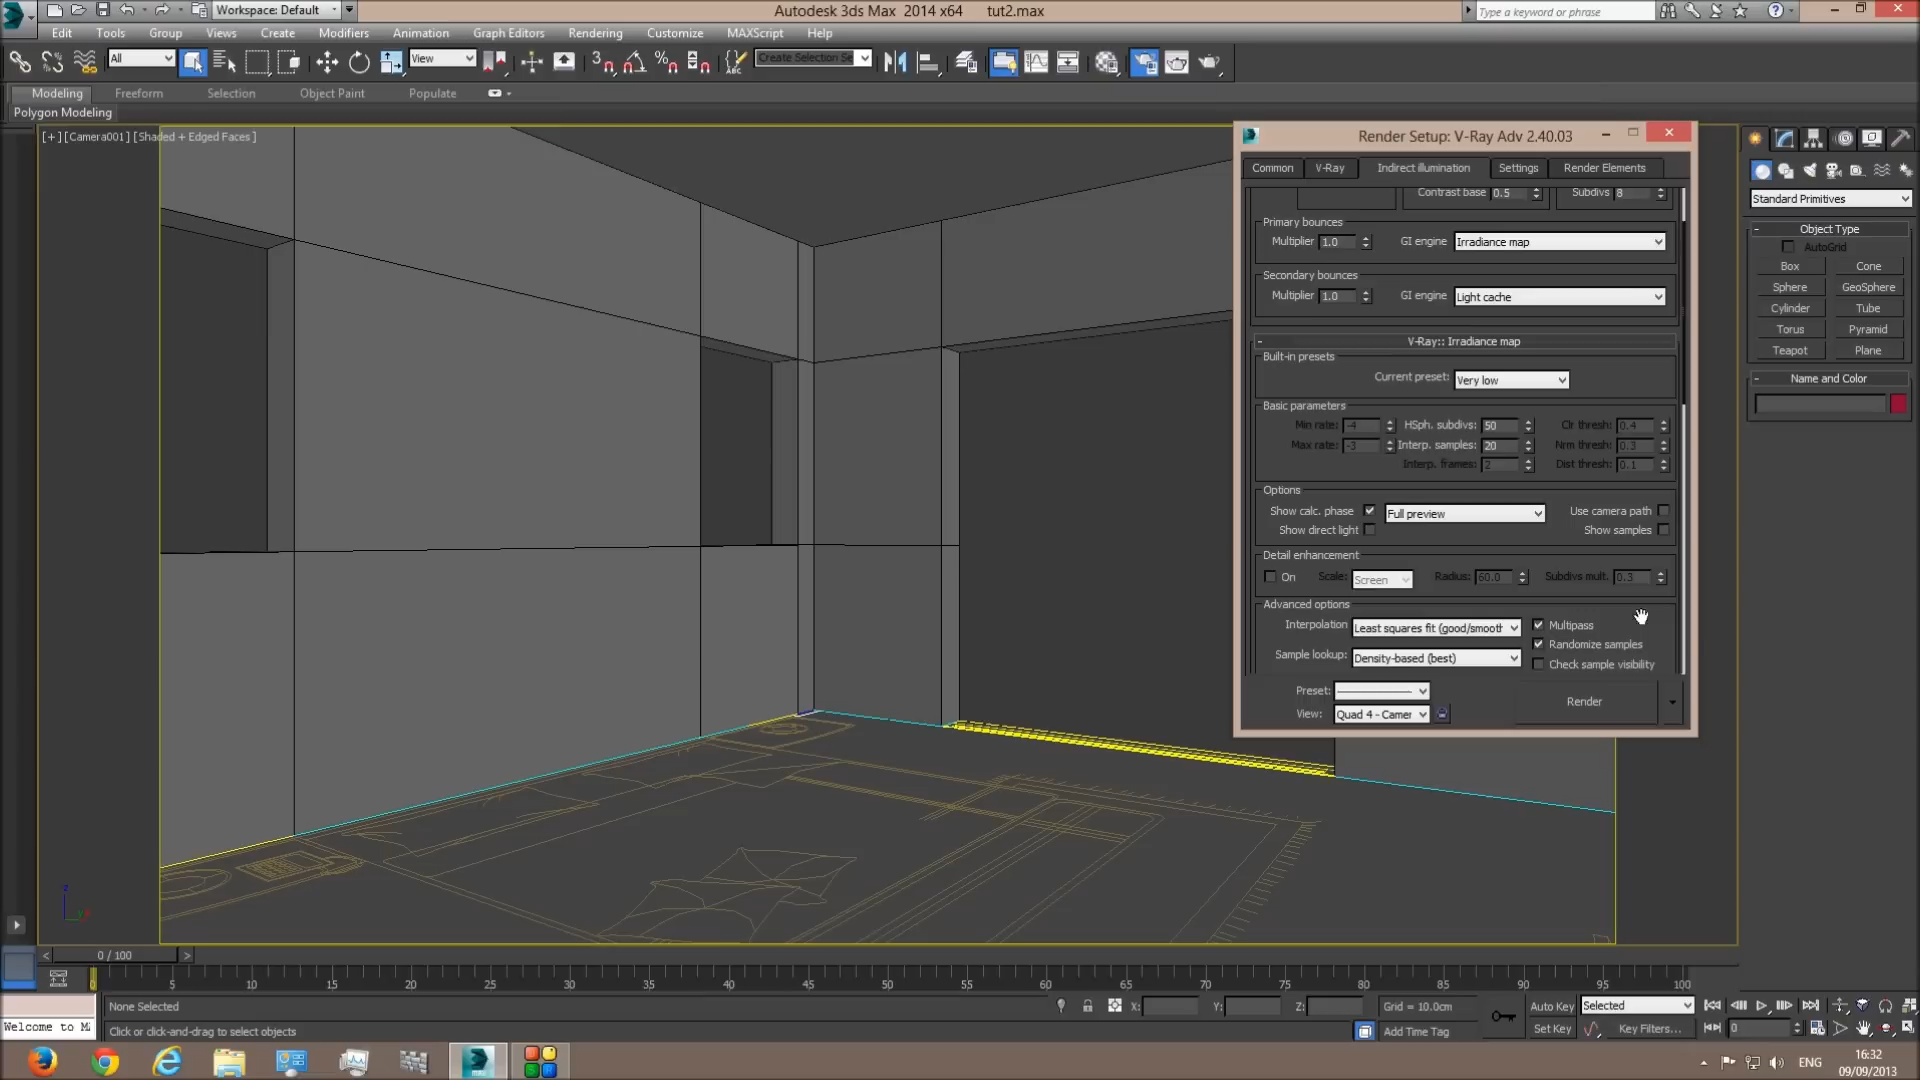 Workspace: Default
Autodesk 3ds Max 2014 x64 tut2.max
Type a keyword or phrase
Edit Tools Group Views Create Modifiers Animation Graph Editors Rendering Customize MAXScript Help
All
View
Create Selection Se
Modeling Freeform Selection Object Paint Populate
Polygon Modeling
[+][Camera001][Shaded + Edged Faces]
Render Setup: V-Ray Adv 2.40.03
Common V-Ray Indirect illumination Settings Render Elements
Contrast base 0.5 Subdivs 8
Primary bounces
Multiplier 1.0 GI engine Irradiance map
Secondary bounces
Multiplier 1.0 GI engine Light cache
- V-Ray:: Irradiance map
Built-in presets
Current preset: Very low
Basic parameters
Min rate: -4 HSph. subdivs: 50 Clr thresh: 0.4
Max rate: -3 Interp. samples: 20 Nrm thresh: 0.3
Interp. frames: 2 Dist thresh: 0.1
Options
Show calc. phase Full preview Use camera path
Show direct light Show samples
Detail enhancement
On Scale: Screen Radius: 60.0 Subdivs mult. 0.3
Advanced options
Interpolation Least squares fit (good/smooth Multipass
Randomize samples
Sample lookup: Density-based (best) Check sample visibility
Preset:
View: Quad 4 - Camer
Render
Standard Primitives
- Object Type
AutoGrid
Box Cone
Sphere GeoSphere
Cylinder Tube
Torus Pyramid
Teapot Plane
- Name and Color
z
< 0 / 100 >
5 10 15 20 25 30 35 40 45 50 55 60 65 70 75 80 85 90 95 100
None Selected X: Y: Z: Grid = 10.0cm Auto Key Selected
Welcome to M
Click or click-and-drag to select objects Add Time Tag Set Key Key Filters... 0
ENG
16:32
09/09/2013